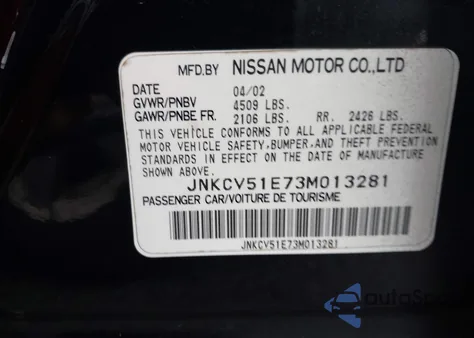 MFD.BY NISSAN MOTOR CO.,LTD
DATE 04/02
GVWR/PNBV 4509 LBS.
GAWR/PNBE FR. 2106 LBS. RR. 2426 LBS.
THIS VEHICLE CONFORMS TO ALL APPLICABLE FEDERAL
MOTOR VEHICLE SAFETY,BUMPER,AND THEFT PREVENTION
STANDARDS IN EFFECT ON THE DATE OF MANUFACTURE
SHOWN ABOVE.
JNKCV51E73M013281
PASSENGER CAR/VOITURE DE TOURISME
JNKCV51E73M013281